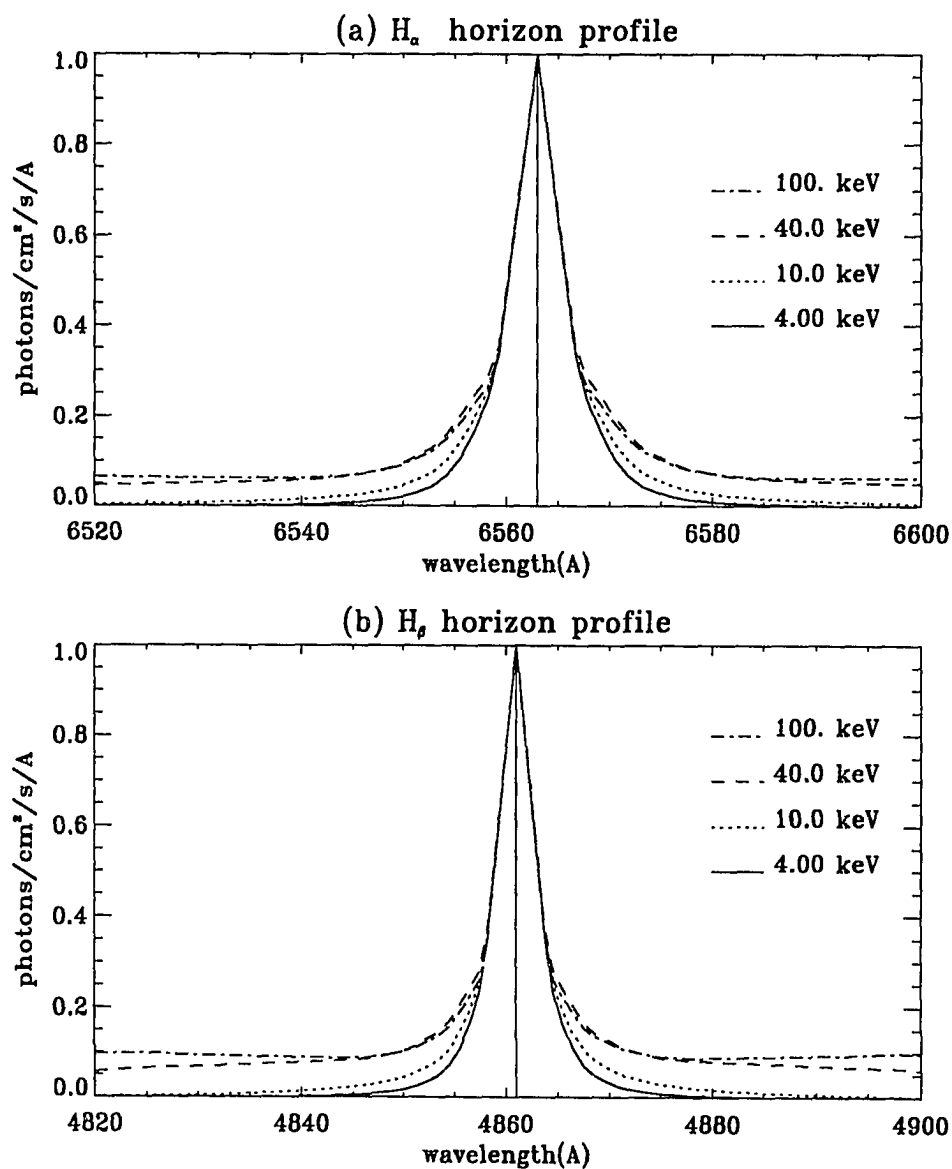 (a) Hα horizon profile
photons/cm²/s/A
1.0
0.8
0.6
0.4
0.2
0.0
100. keV
40.0 keV
10.0 keV
4.00 keV
6520 6540 6560 6580 6600
wavelength(A)
(b) Hβ horizon profile
photons/cm²/s/A
1.0
0.8
0.6
0.4
0.2
0.0
100. keV
40.0 keV
10.0 keV
4.00 keV
4820 4840 4860 4880 4900
wavelength(A)